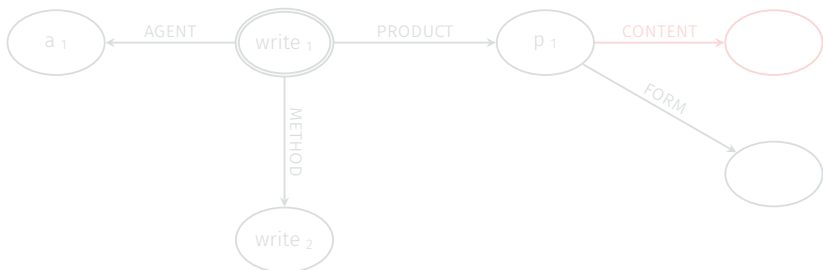 a 1 AGENT write 1 PRODUCT p 1 CONTENT
FORM
METHOD
write 2